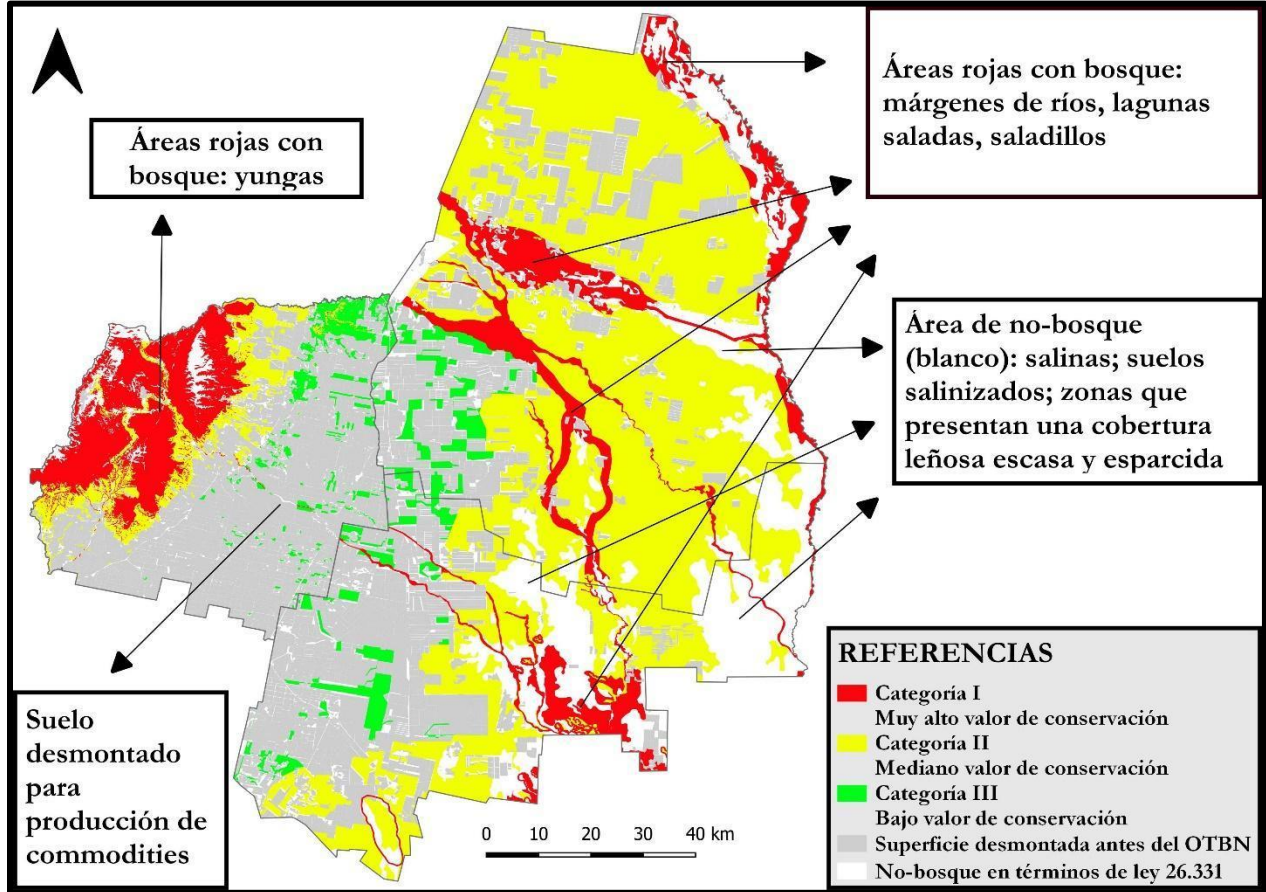 Áreas rojas con
bosque: yungas
Áreas rojas con bosque:
márgenes de ríos, lagunas
saladas, saladillos
Área de no-bosque
(blanco): salinas; suelos
salinizados; zonas que
presentan una cobertura
leñosa escasa y esparcida
Suelo
desmontado
para
producción de
commodities
0 10 20 30 40 km
REFERENCIAS
Categoría I
Muy alto valor de conservación
Categoría II
Mediano valor de conservación
Categoría III
Bajo valor de conservación
Superficie desmontada antes del OTBN
No-bosque en términos de ley 26.331